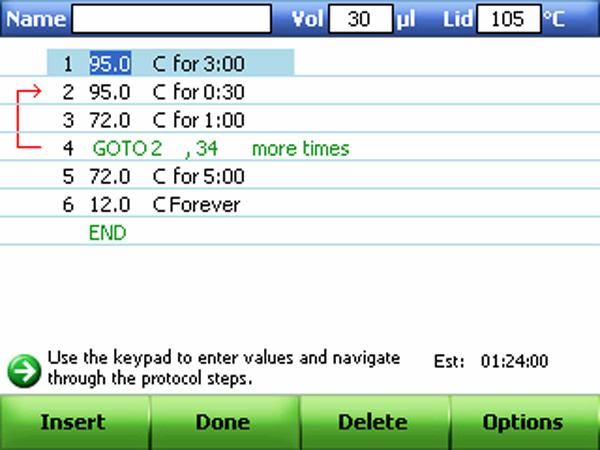 Name Vol 30 µl Lid 105 °C
1 95.0 C for 3:00
2 95.0 C for 0:30
3 72.0 C for 1:00
4 GOTO 2 , 34 more times
5 72.0 C for 5:00
6 12.0 C Forever
END
Use the keypad to enter values and navigate
through the protocol steps.
Est: 01:24:00
Insert Done Delete Options